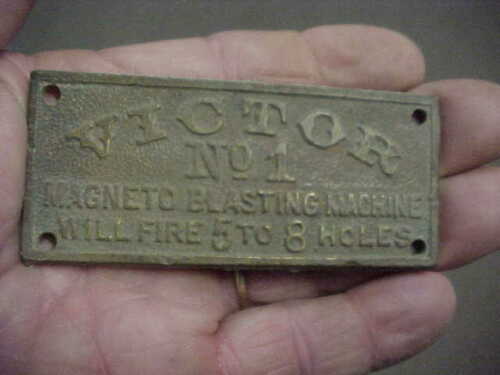 VICTOR
No 1
MAGNETO BLASTING MACHINE
WILL FIRE 5 TO 8 HOLES